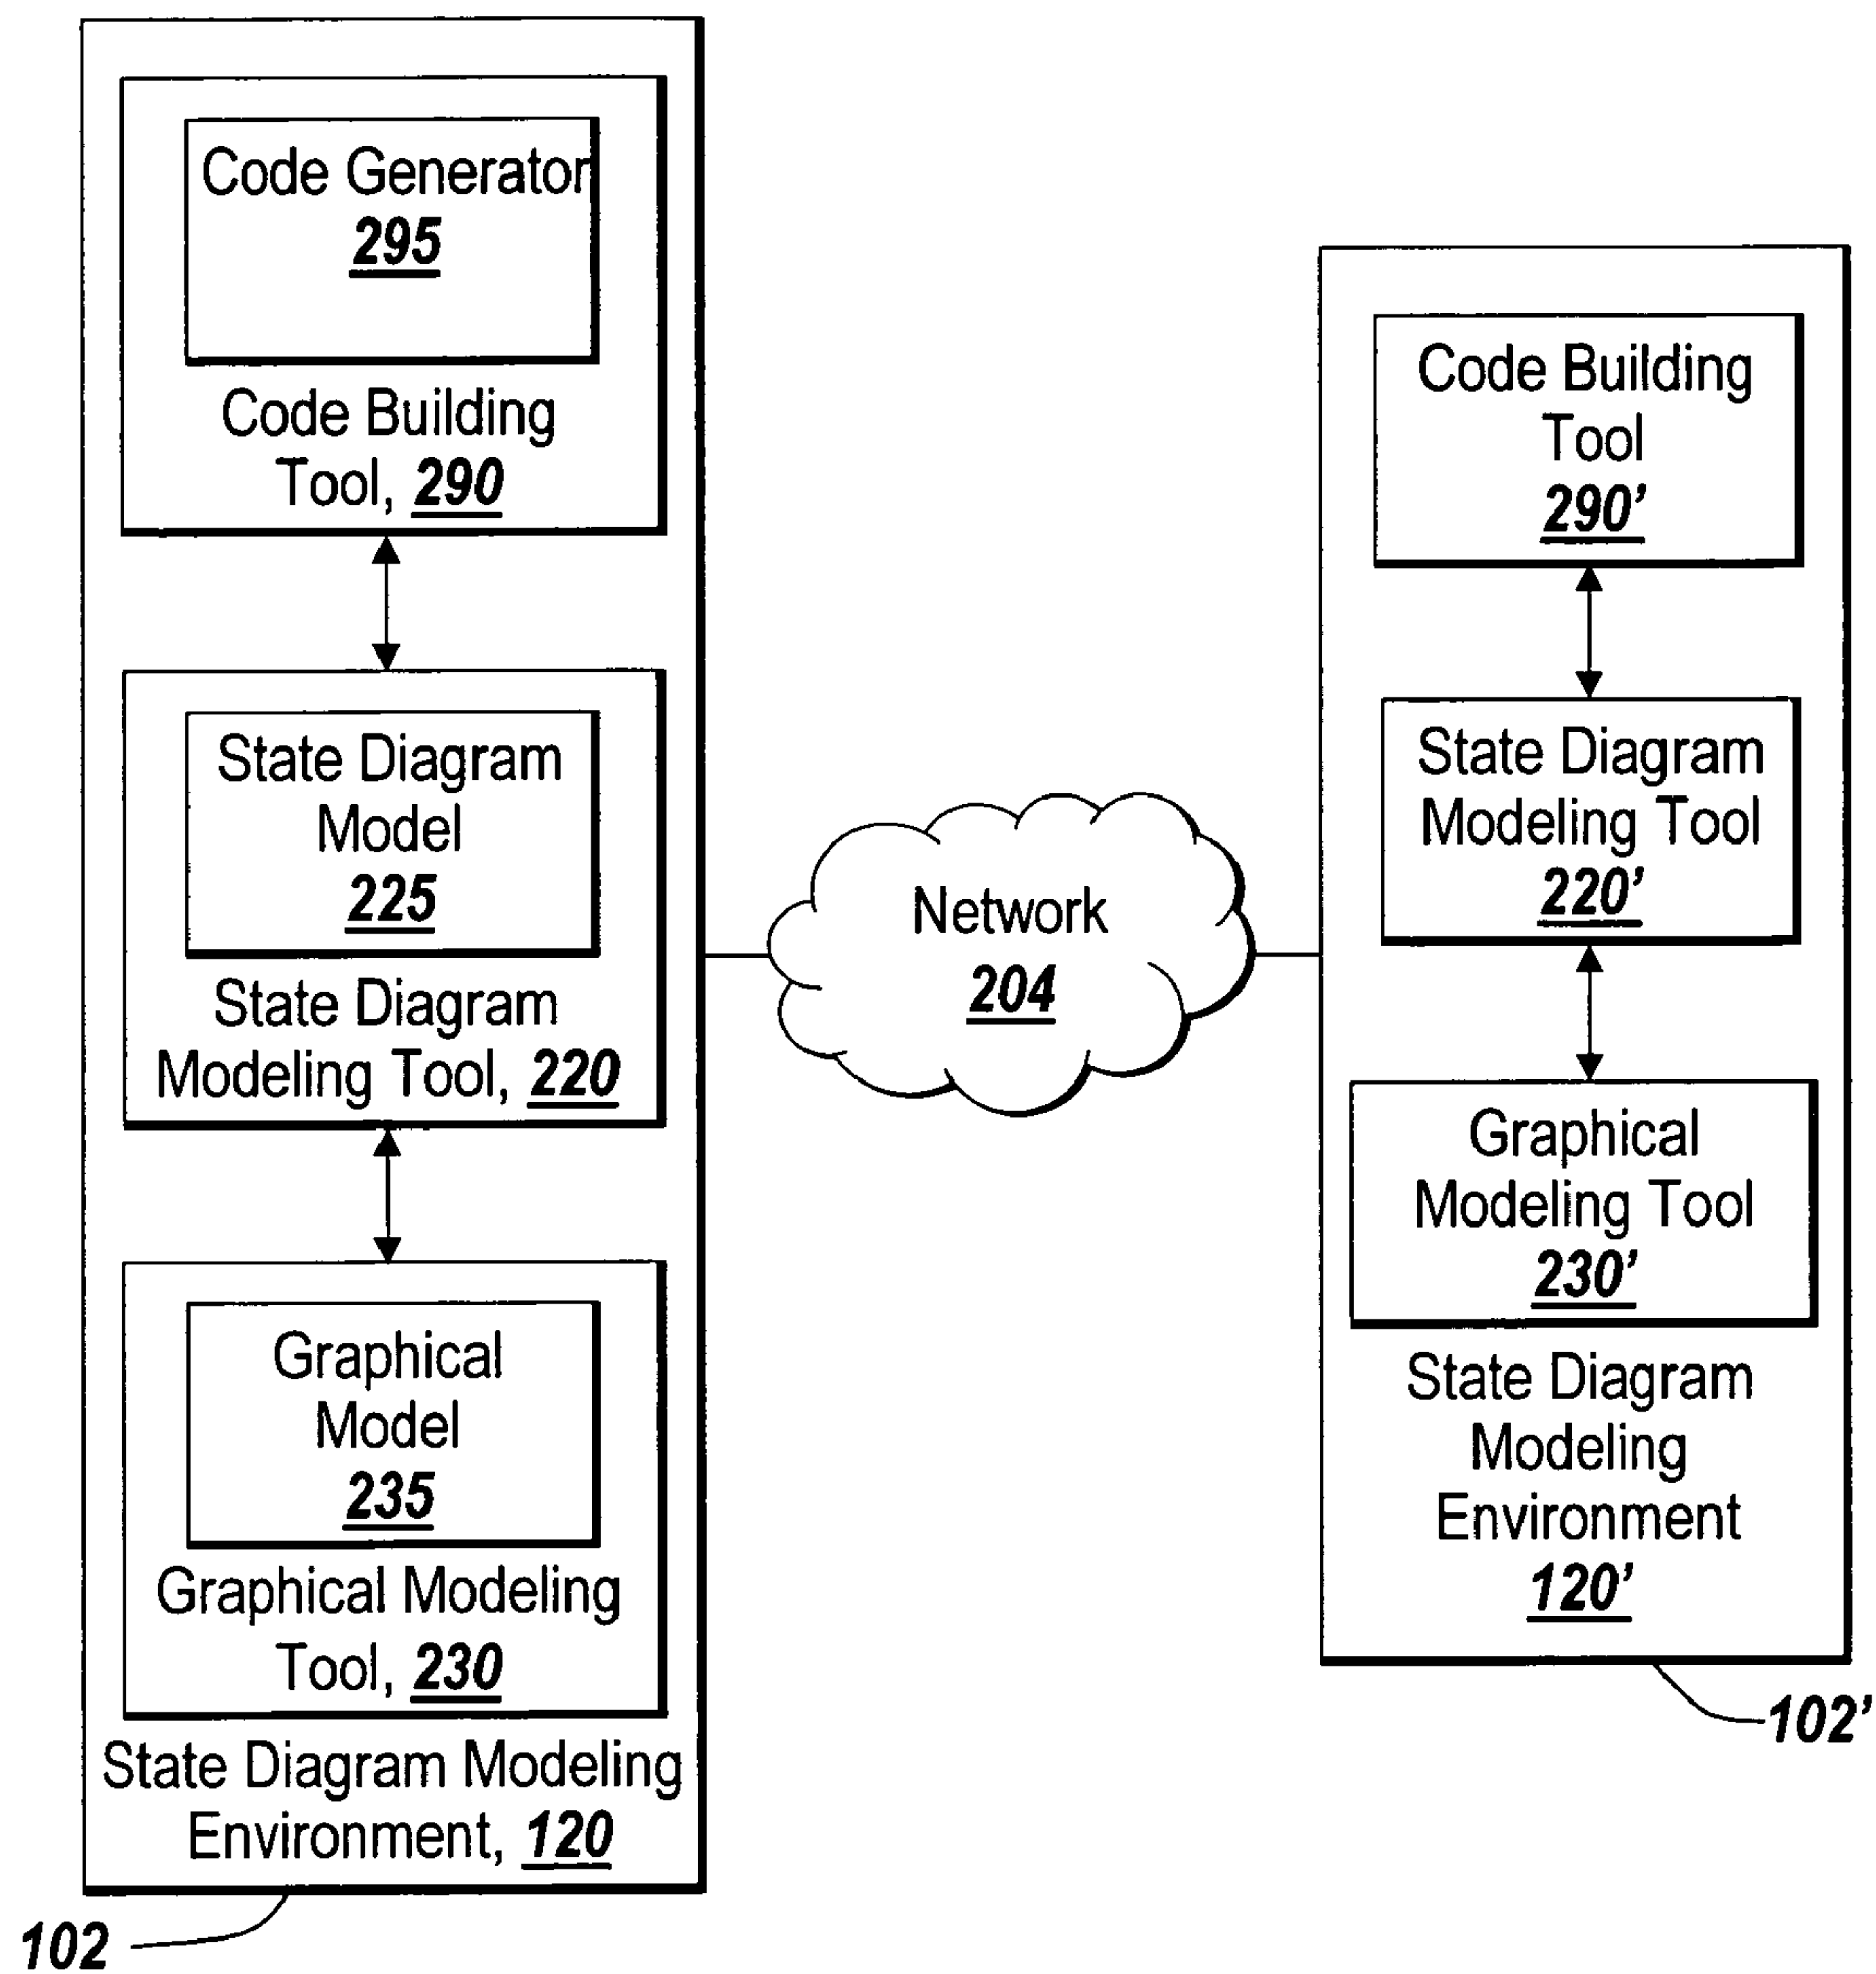 Code Generator
295
Code Building
Tool, 290
State Diagram
Model
225
State Diagram
Modeling Tool, 220
Graphical
Model
235
Graphical Modeling
Tool, 230
State Diagram Modeling
Environment, 120
102
Network
204
Code Building
Tool
290’
State Diagram
Modeling Tool
220’
Graphical
Modeling Tool
230’
State Diagram
Modeling
Environment
120’
102’